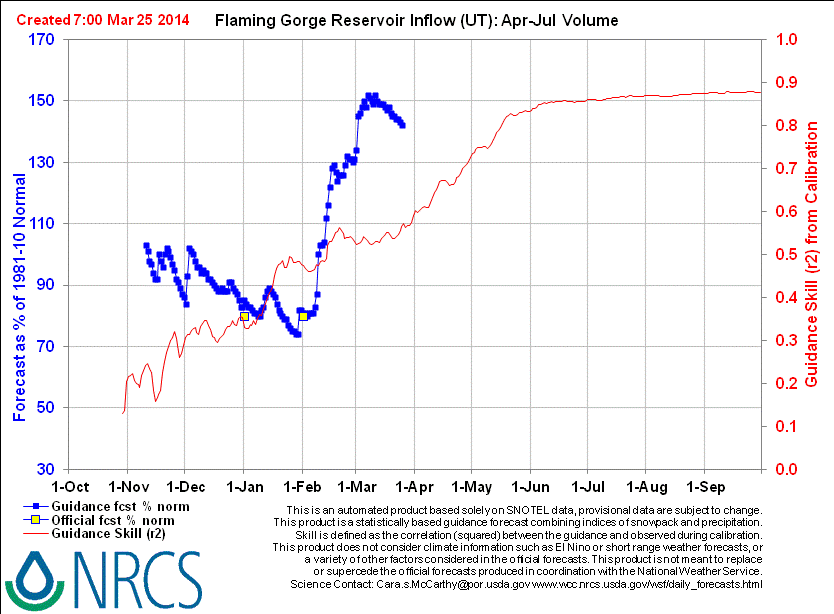 Created 7:00 Mar 25 2014
Flaming Gorge Reservoir Inflow (UT): Apr-Jul Volume
Forecast as % of 1981-10 Normal
170
150
130
110
90
70
50
30
1.0
0.9
0.8
0.7
0.6
0.5
0.4
0.3
0.2
0.1
0.0
Guidance Skill (r2) from Calibration
1-Oct 1-Nov 1-Dec 1-Jan 1-Feb 1-Mar 1-Apr 1-May 1-Jun 1-Jul 1-Aug 1-Sep
Guidance fcst % norm
Official fcst % norm
Guidance Skill (r2)
This is an automated product based solely on SNOTEL data, provisional data are subject to change.
This product is a statistically based guidance forecast combining indices of snowpack and precipitation.
Skill is defined as the correlation (squared) between the guidance and observed during calibration.
This product does not consider climate information such as El Nino or short range weather forecasts, or
a variety of other factors considered in the official forecasts. This product is not meant to replace
or supercede the official forecasts produced in coordination with the National Weather Service.
Science Contact: Cara.s.McCarthy@por.usda.gov www.wcc.nrcs.usda.gov/wsf/daily_forecasts.html
NRCS